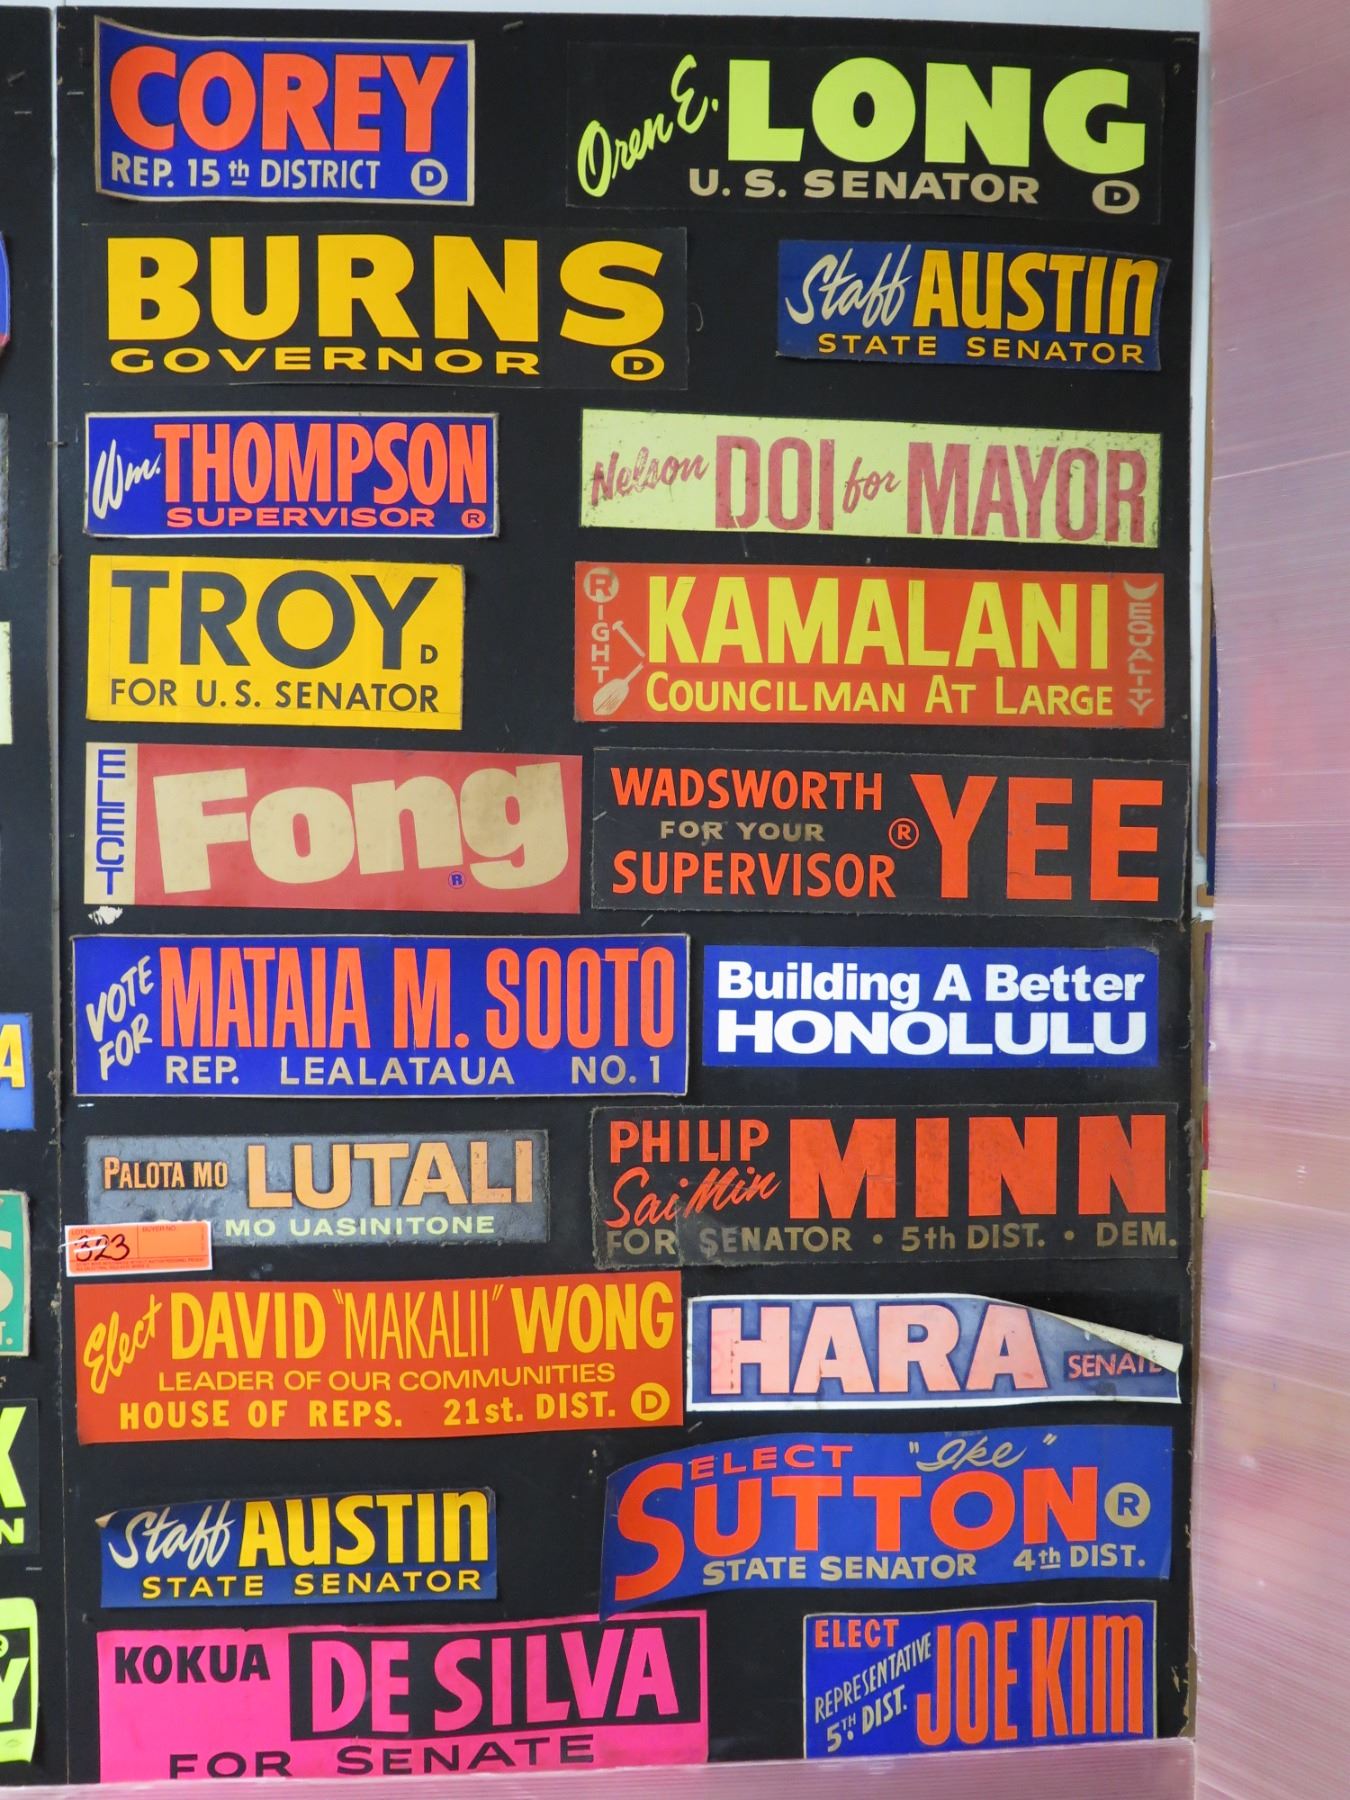 COREY
REP. 15th DISTRICT D
Oren E. LONG
U.S. SENATOR D
BURNS
GOVERNOR D
Staff AUSTIN
STATE SENATOR
Wm. THOMPSON
SUPERVISOR R
Nelson DOI for MAYOR
TROY D
FOR U.S. SENATOR
RIGHT
KAMALANI
COUNCILMAN AT LARGE
EQUALITY
ELECT
Fong R
WADSWORTH
FOR YOUR
SUPERVISOR
R YEE
VOTE FOR
MATAIA M. SOOTO
REP. LEALATAUA NO. 1
Building A Better
HONOLULU
PALOTA MO LUTALI
MO UASINITONE
PHILIP
Sai Min
MINN
FOR SENATOR • 5th DIST. • DEM.
LOT NO. BUYER NO.
323
Elect DAVID "MAKALII" WONG
LEADER OF OUR COMMUNITIES
HOUSE OF REPS. 21st. DIST. D
HARA
SENATE
Staff AUSTIN
STATE SENATOR
ELECT "Ike"
SUTTON R
STATE SENATOR 4th DIST.
KOKUA DE SILVA
FOR SENATE
ELECT
REPRESENTATIVE
5TH DIST.
JOE KIM